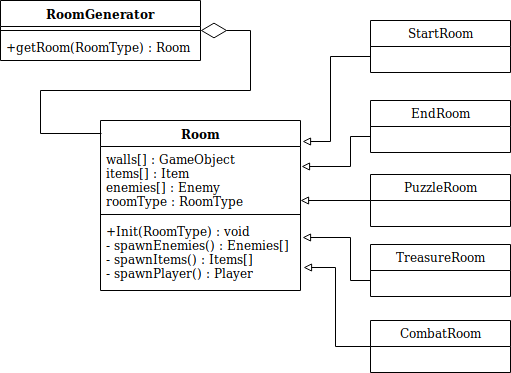 RoomGenerator
+getRoom(RoomType) : Room
Room
walls[] : GameObject
items[] : Item
enemies[] : Enemy
roomType : RoomType
+Init(RoomType) : void
- spawnEnemies() : Enemies[]
- spawnItems() : Items[]
- spawnPlayer() : Player
StartRoom
EndRoom
PuzzleRoom
TreasureRoom
CombatRoom